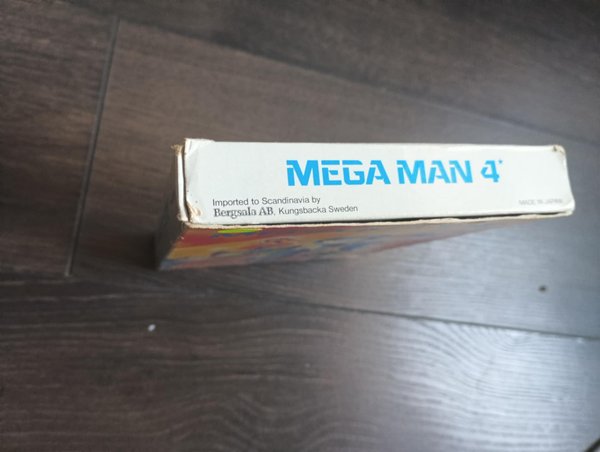 MEGA MAN 4
Imported to Scandinavia by
Bergsala AB, Kungsbacka Sweden
MADE IN JAPAN